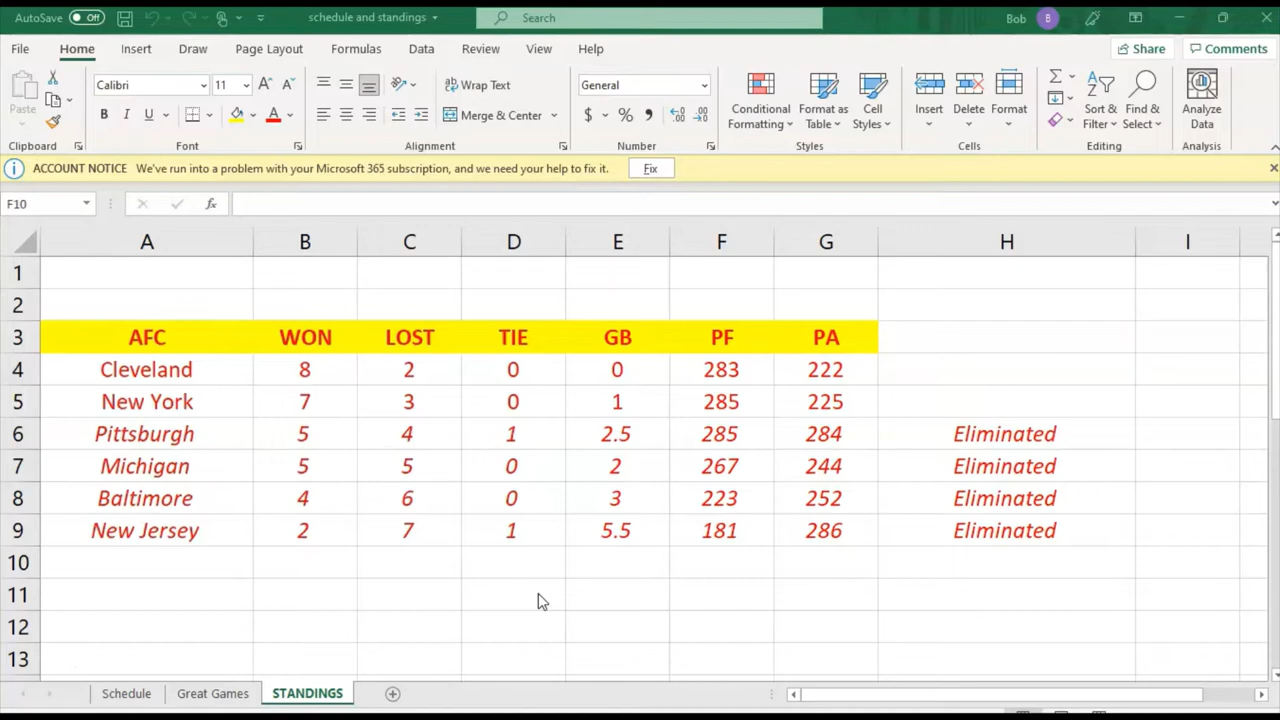 AutoSave Off schedule and standings Search Bob B
File Home Insert Draw Page Layout Formulas Data Review View Help Share Comments
Paste Calibri 11 Wrap Text General Conditional Formatting Format as Table Cell Styles Insert Delete Format Sort & Filter Find & Select Analyze Data
B I U A Merge & Center $ % 9
Clipboard Font Alignment Number Styles Cells Editing Analysis
ACCOUNT NOTICE We've run into a problem with your Microsoft 365 subscription, and we need your help to fix it. Fix
F10 fx
A B C D E F G H I
1
2
3 AFC WON LOST TIE GB PF PA
4 Cleveland 8 2 0 0 283 222
5 New York 7 3 0 1 285 225
6 Pittsburgh 5 4 1 2.5 285 284 Eliminated
7 Michigan 5 5 0 2 267 244 Eliminated
8 Baltimore 4 6 0 3 223 252 Eliminated
9 New Jersey 2 7 1 5.5 181 286 Eliminated
10
11
12
13
Schedule Great Games STANDINGS